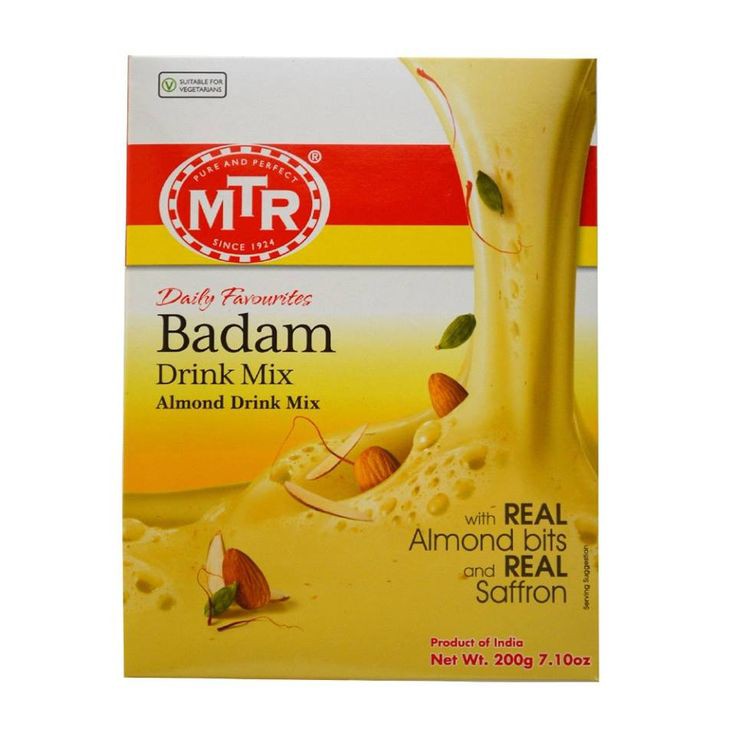 V
SUITABLE FOR
VEGETARIANS
PURE AND PERFECT
®
MTR
SINCE 1924
Daily Favourites
Badam
Drink Mix
Almond Drink Mix
with REAL
Almond bits
and REAL
Saffron
Serving Suggestion
Product of India
Net Wt. 200g 7.10oz